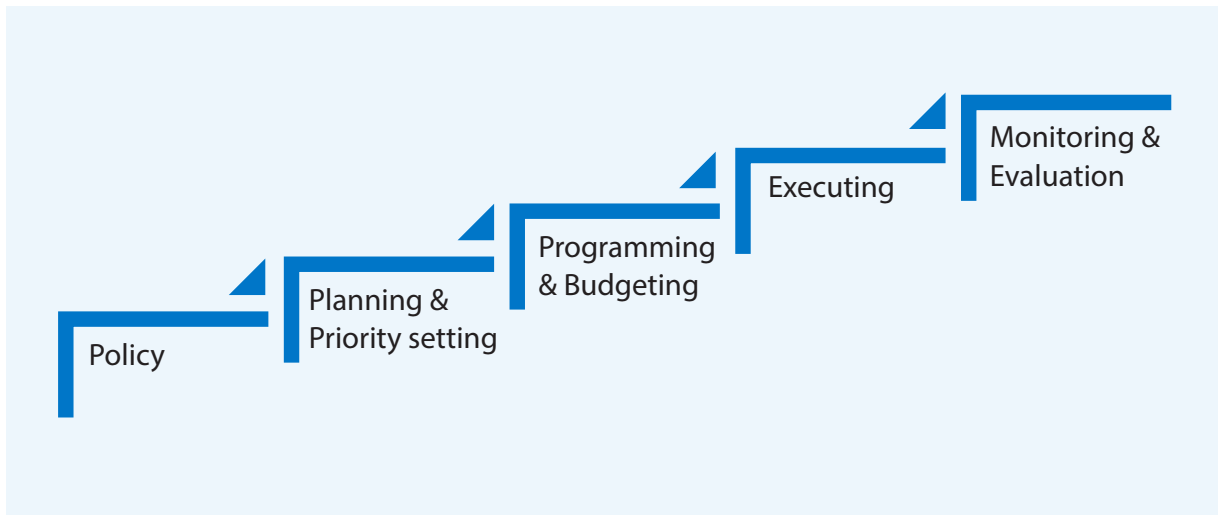 Policy
Planning &
Priority setting
Programming
& Budgeting
Executing
Monitoring &
Evaluation